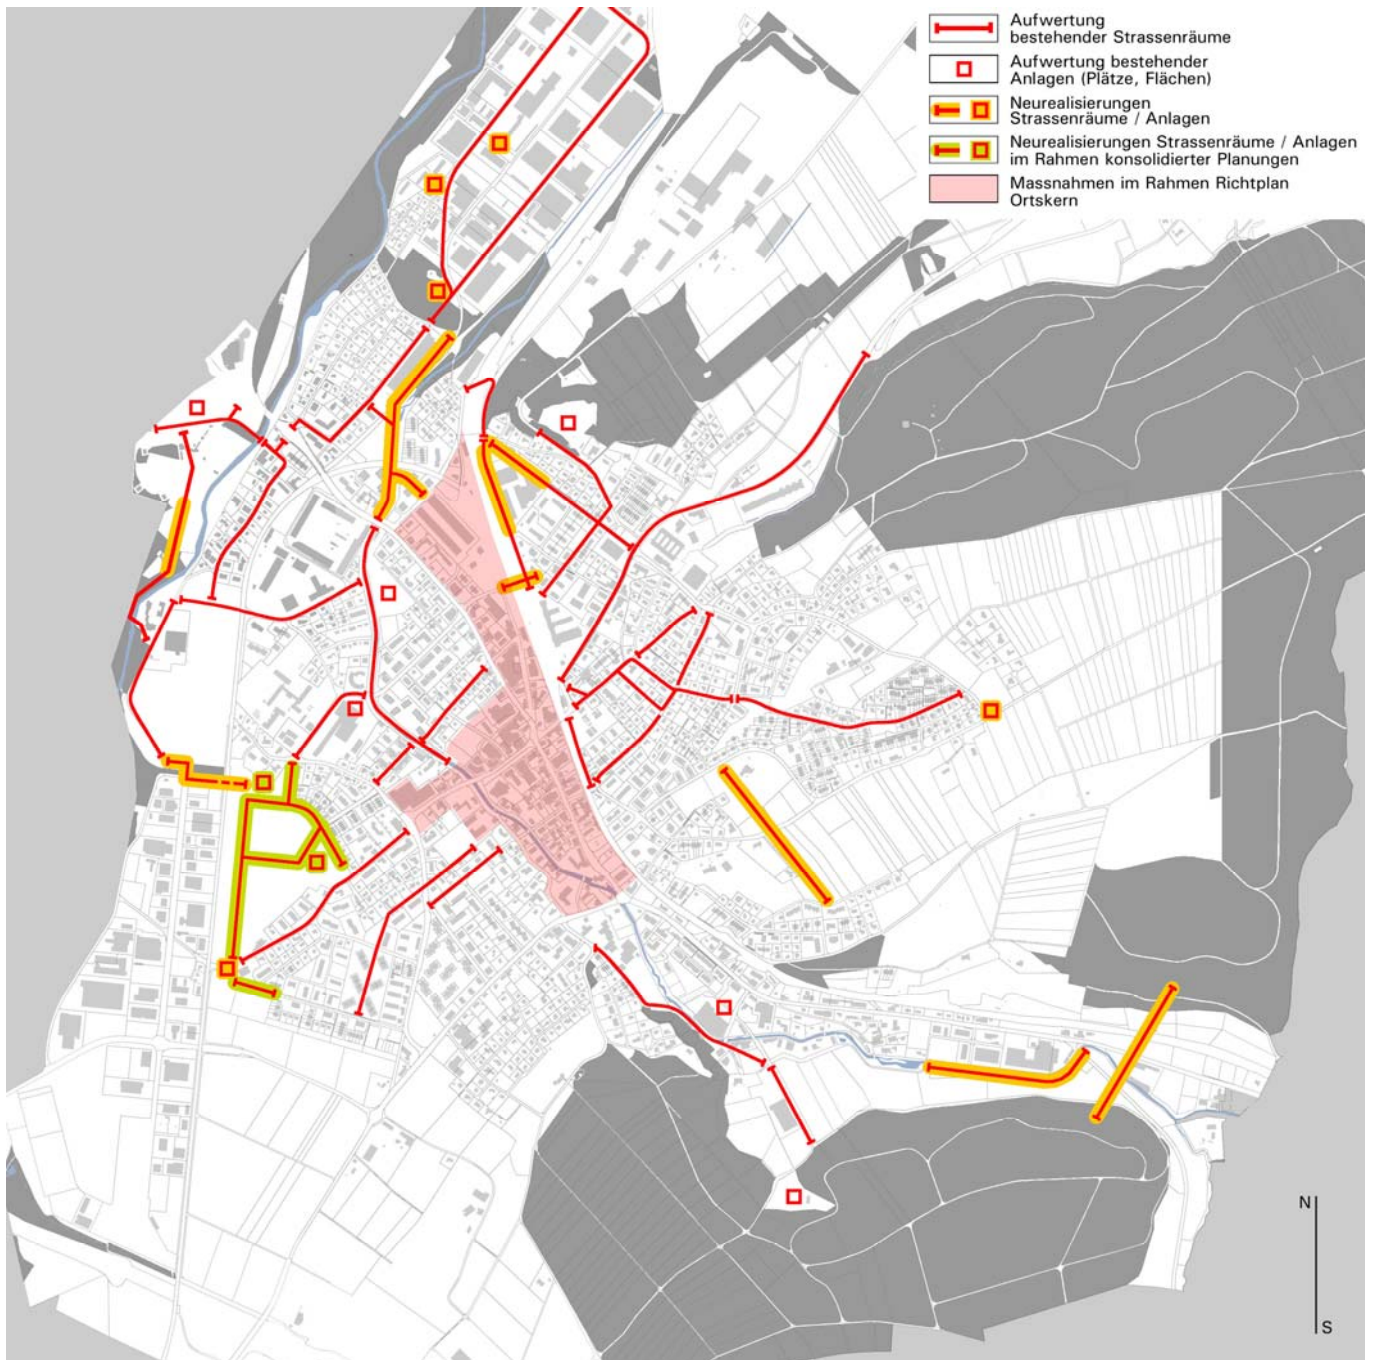 Aufwertung
bestehender Strassenräume
Aufwertung bestehender
Anlagen (Plätze, Flächen)
Neurealisierungen
Strassenräume / Anlagen
Neurealisierungen Strassenräume / Anlagen
im Rahmen konsolidierter Planungen
Massnahmen im Rahmen Richtplan
Ortskern
N
S